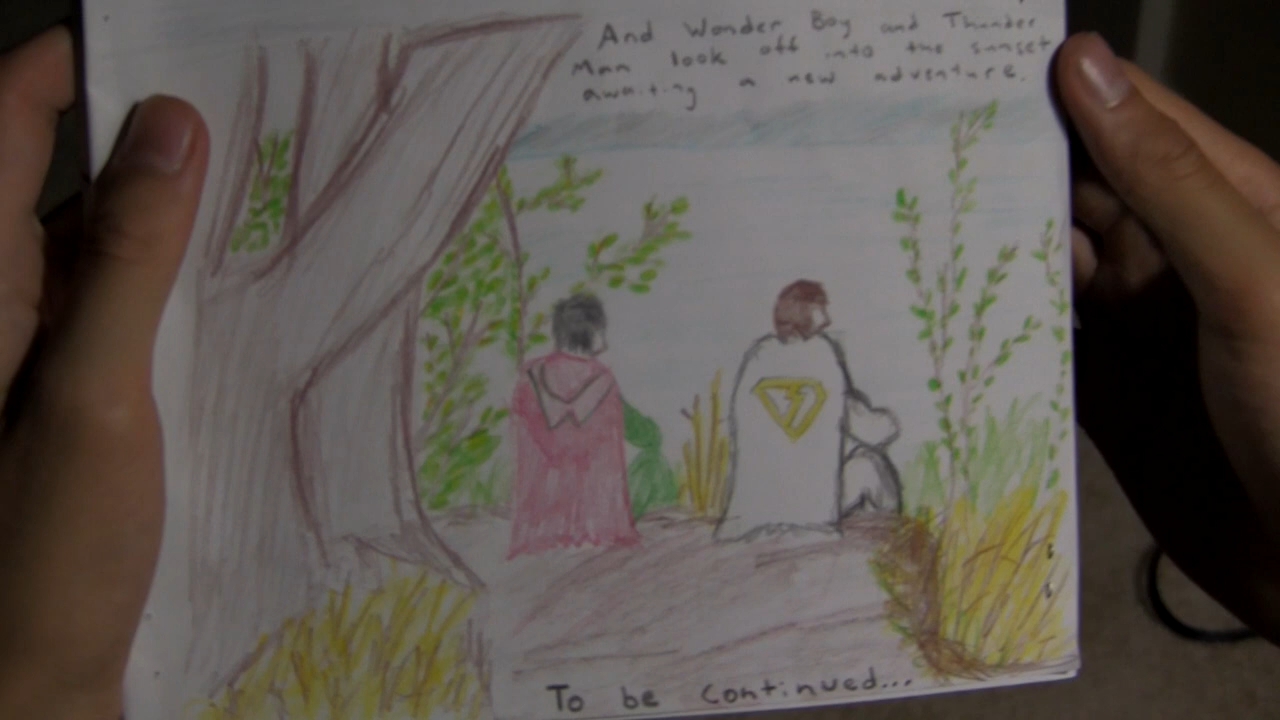 And Wonder Boy and Thunder
Man look off into the sunset
awaiting a new adventure.
To be continued...